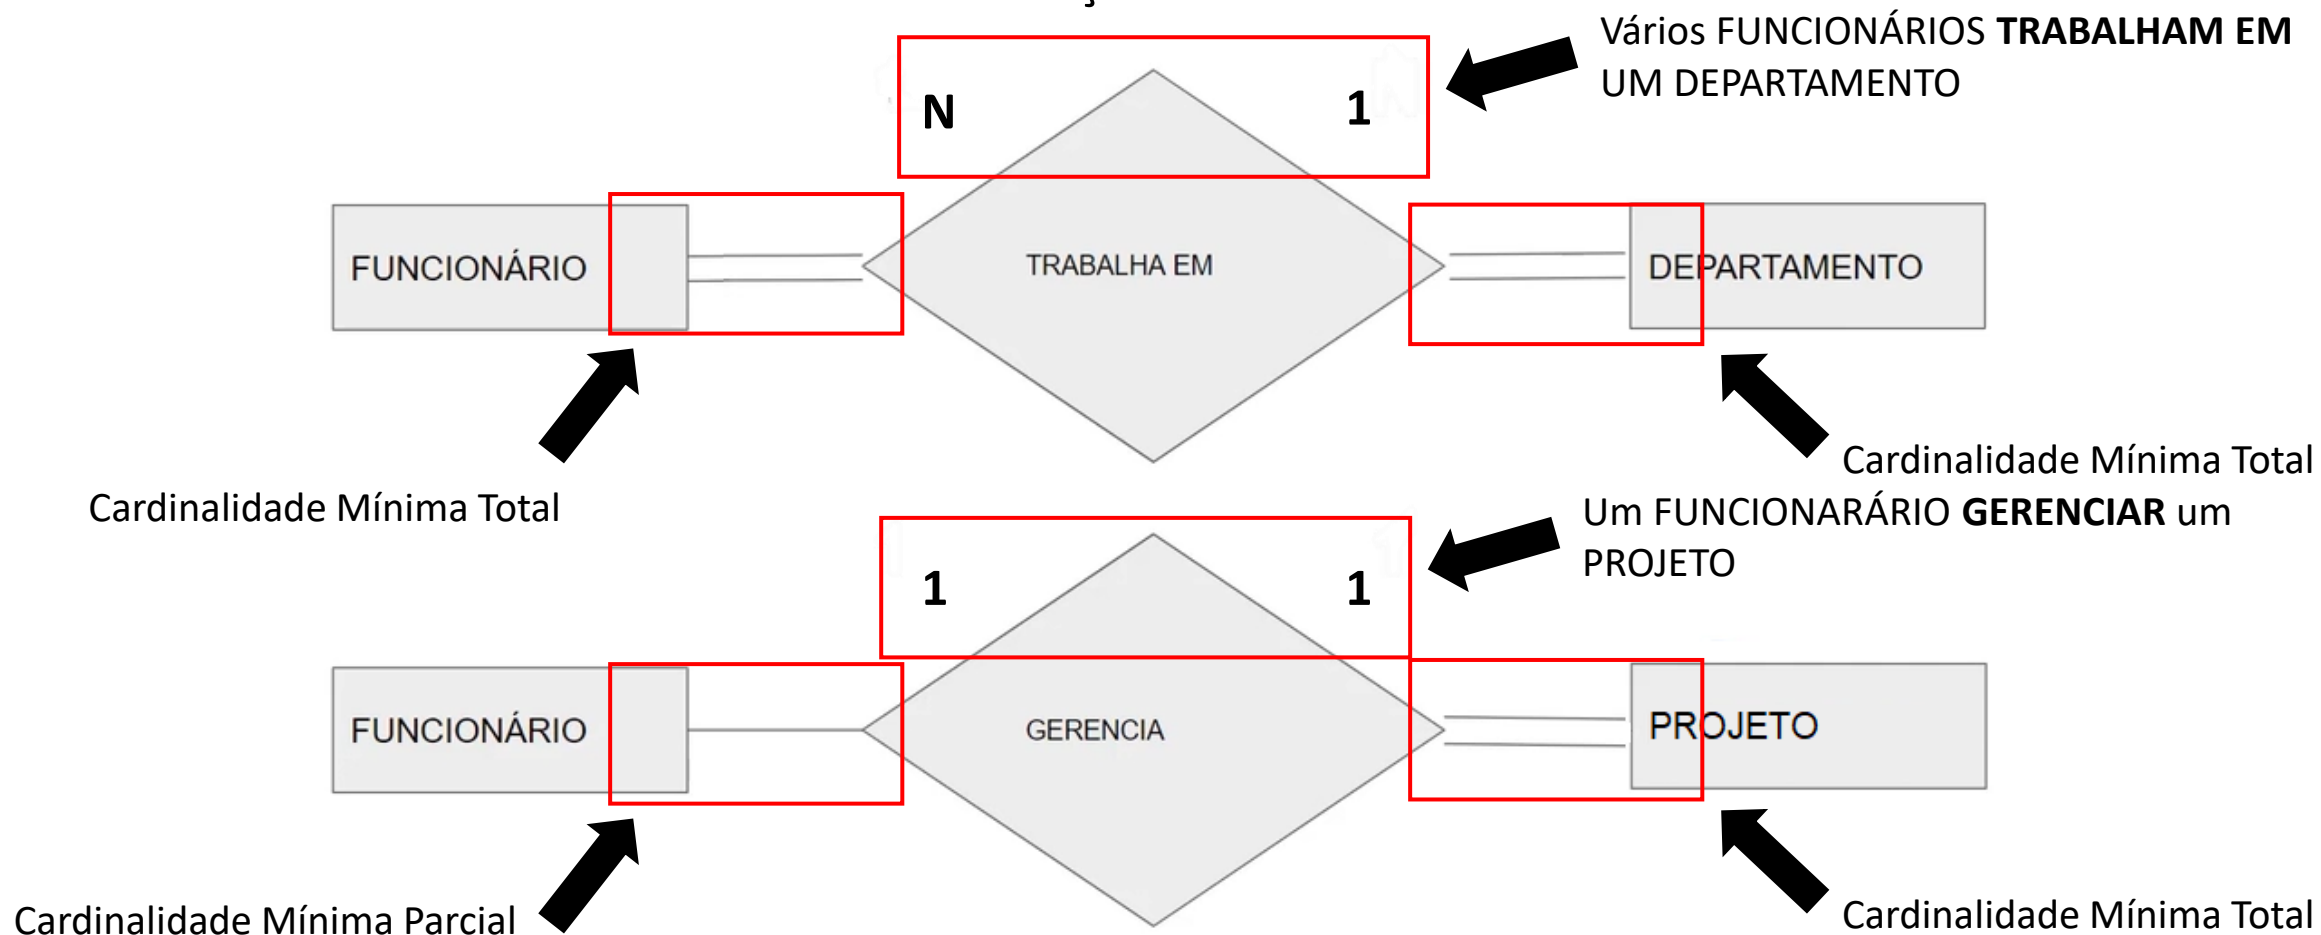 Vários FUNCIONÁRIOS TRABALHAM EM
UM DEPARTAMENTO
N
1
FUNCIONÁRIO
TRABALHA EM
DEPARTAMENTO
Cardinalidade Mínima Total
Cardinalidade Mínima Total
Um FUNCIONARÁRIO GERENCIAR um
PROJETO
1
1
FUNCIONÁRIO
GERENCIA
PROJETO
Cardinalidade Mínima Parcial
Cardinalidade Mínima Total